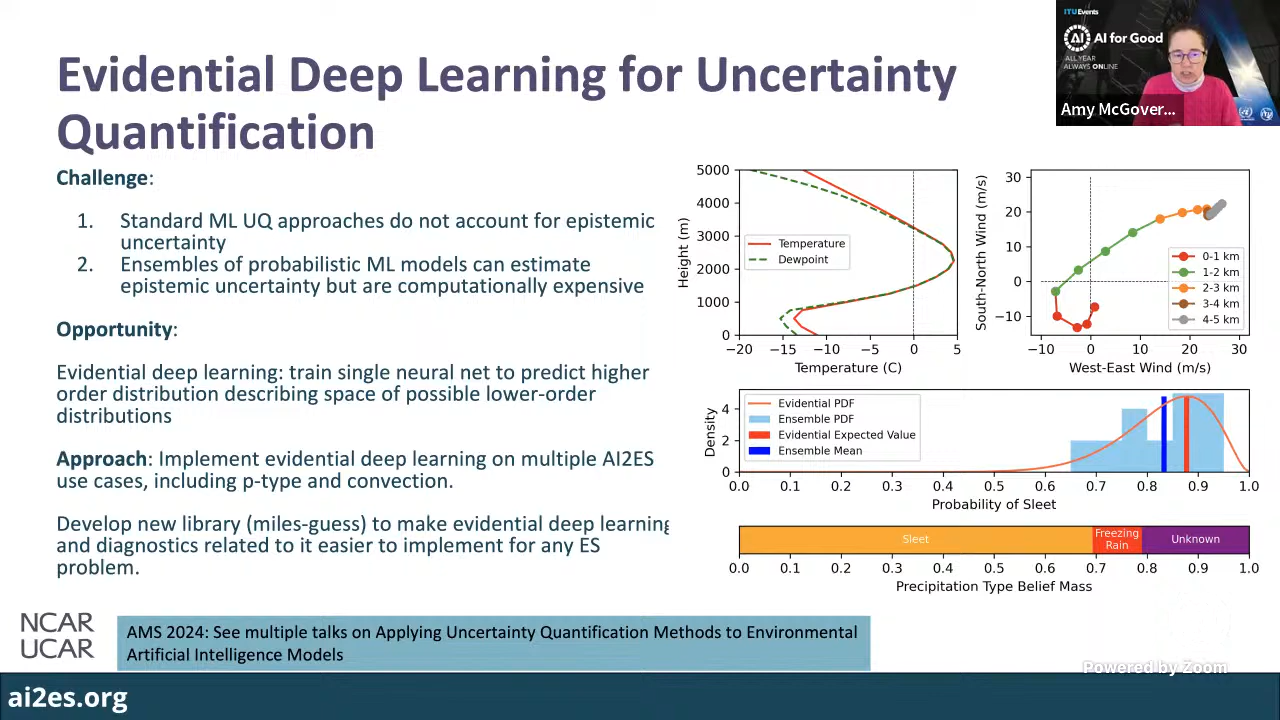 Evidential Deep Learning for Uncertainty
Quantification
Challenge:
1. Standard ML UQ approaches do not account for epistemic
uncertainty
2. Ensembles of probabilistic ML models can estimate
epistemic uncertainty but are computationally expensive
Opportunity:
Evidential deep learning: train single neural net to predict higher
order distribution describing space of possible lower-order
distributions
Approach: Implement evidential deep learning on multiple AI2ES
use cases, including p-type and convection.
Develop new library (miles-guess) to make evidential deep learning
and diagnostics related to it easier to implement for any ES
problem.
NCAR
UCAR
AMS 2024: See multiple talks on Applying Uncertainty Quantification Methods to Environmental
Artificial Intelligence Models
ai2es.org
ITUEvents
AI AI for Good
ALL YEAR
ALWAYS ONLINE
Amy McGover...
5000
4000
3000
2000
1000
0
Height (m)
Temperature
Dewpoint
−20 −15 −10 −5 0 5
Temperature (C)
30
20
10
0
−10
South-North Wind (m/s)
0-1 km
1-2 km
2-3 km
3-4 km
4-5 km
−10 0 10 20 30
West-East Wind (m/s)
4
2
0
Density
Evidential PDF
Ensemble PDF
Evidential Expected Value
Ensemble Mean
0.0 0.1 0.2 0.3 0.4 0.5 0.6 0.7 0.8 0.9 1.0
Probability of Sleet
Sleet
Freezing
Rain
Unknown
0.0 0.1 0.2 0.3 0.4 0.5 0.6 0.7 0.8 0.9 1.0
Precipitation Type Belief Mass
Powered by Zoom